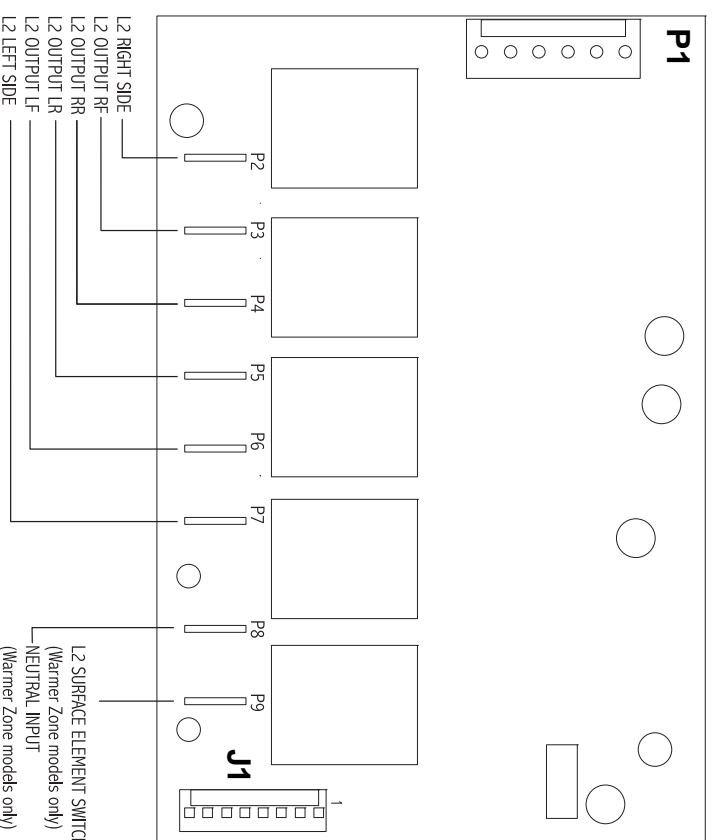 P1
P2
P3
P4
P5
P6
P7
P8
P9
J1
1
L2 RIGHT SIDE
L2 OUTPUT RF
L2 OUTPUT RR
L2 OUTPUT LR
L2 OUTPUT LF
L2 LEFT SIDE
L2 SURFACE ELEMENT SWITCH
(Warmer Zone models only)
NEUTRAL INPUT
(Warmer Zone models only)